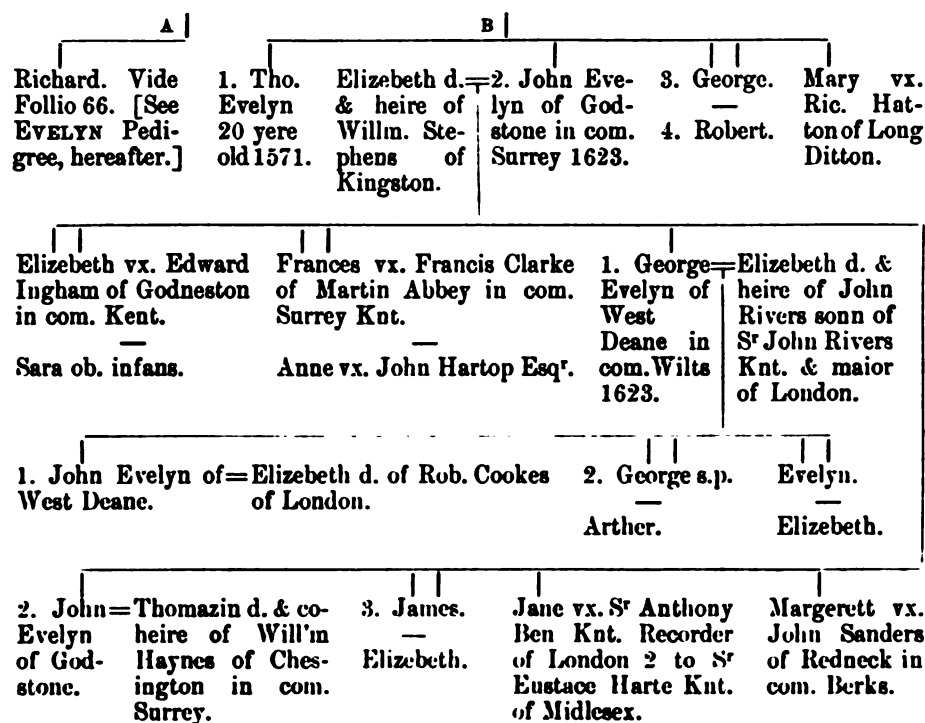 A
B
Richard. Vide
Follio 66. [See
EVELYN Pedi-
gree, hereafter.]
1. Tho.
Evelyn
20 yere
old 1571.
Elizebeth d.
& heire of
Willm. Ste-
phens of
Kingston.
2. John Eve-
lyn of God-
stone in com.
Surrey 1623.
3. George.
—
4. Robert.
Mary vx.
Ric. Hat-
ton of Long
Ditton.
Elizebeth vx. Edward
Ingham of Godneston
in com. Kent.
—
Sara ob. infans.
Frances vx. Francis Clarke
of Martin Abbey in com.
Surrey Knt.
—
Anne vx. John Hartop Esqr.
1. George
Evelyn of
West
Deane in
com. Wilts
1623.
Elizebeth d. &
heire of John
Rivers sonn of
Sr John Rivers
Knt. & maior
of London.
1. John Evelyn of=
West Deane.
Elizebeth d. of Rob. Cookes
of London.
2. George s.p.
—
Arther.
Evelyn.
—
Elizebeth.
2. John=
Evelyn
of God-
stone.
Thomazin d. & co-
heire of Will'm
Haynes of Ches-
ington in com.
Surrey.
3. James.
—
Elizebeth.
Jane vx. Sr Anthony
Ben Knt. Recorder
of London 2 to Sr
Eustace Harte Knt.
of Midlesex.
Margerett vx.
John Sanders
of Redneck in
com. Berks.